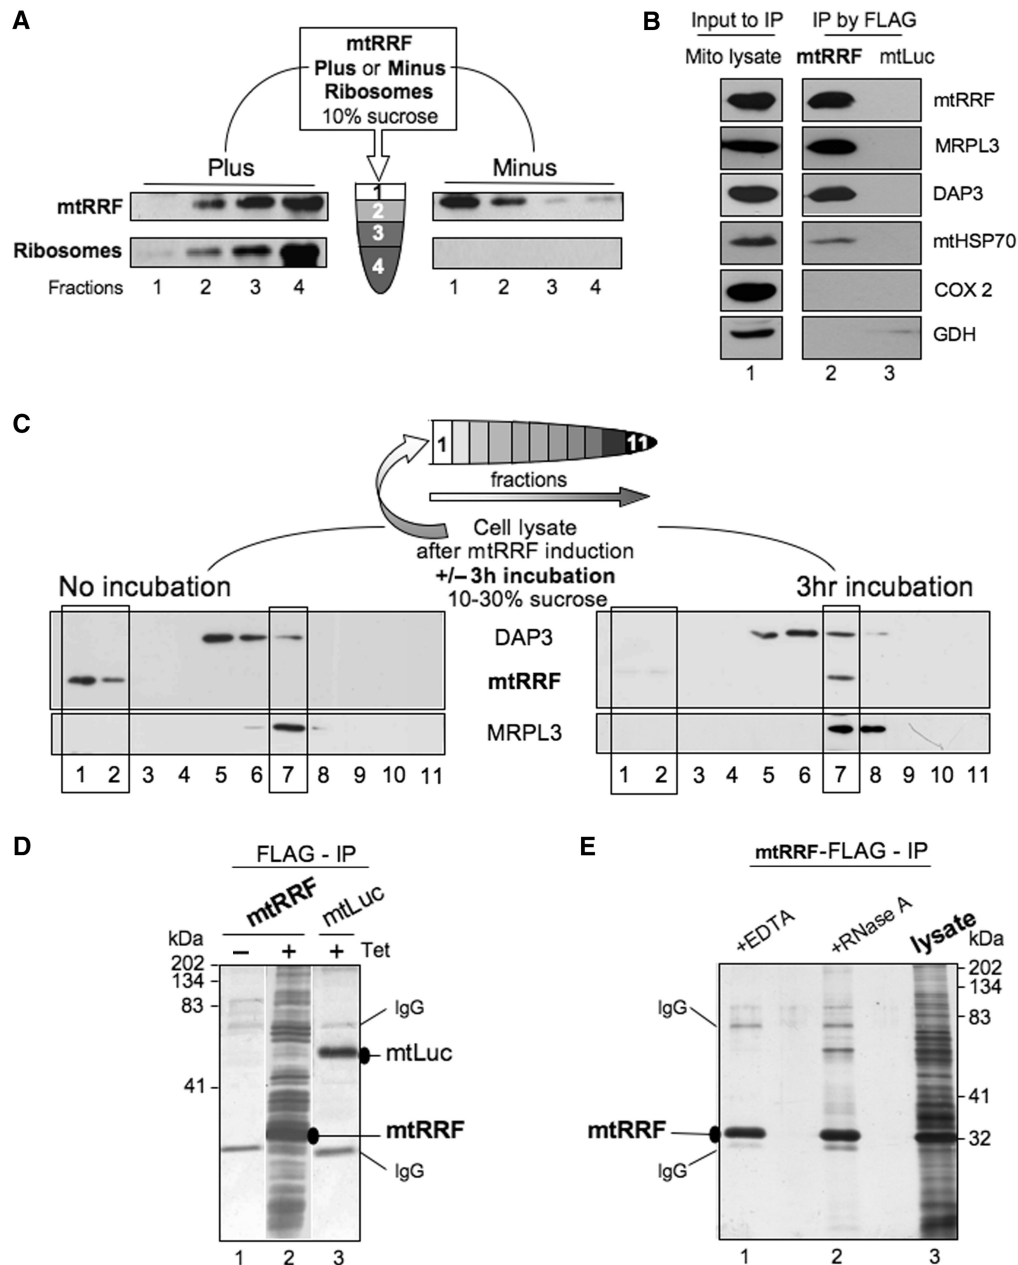 A
mtRRF
Plus or Minus
Ribosomes
10% sucrose
Plus
Minus
mtRRF
Ribosomes
1
2
3
4
Fractions 1 2 3 4
1 2 3 4
B
Input to IP IP by FLAG
Mito lysate mtRRF mtLuc
mtRRF
MRPL3
DAP3
mtHSP70
COX 2
GDH
1 2 3
C
1 11
fractions
Cell lysate
after mtRRF induction
+/– 3h incubation
10-30% sucrose
No incubation
3hr incubation
DAP3
mtRRF
MRPL3
1 2 3 4 5 6 7 8 9 10 11
1 2 3 4 5 6 7 8 9 10 11
D
FLAG - IP
mtRRF mtLuc
kDa
– + + Tet
202
134
83
41
IgG
mtLuc
mtRRF
IgG
1 2 3
E
mtRRF-FLAG - IP
+EDTA +RNase A lysate
kDa
202
134
83
41
32
IgG
mtRRF
IgG
1 2 3